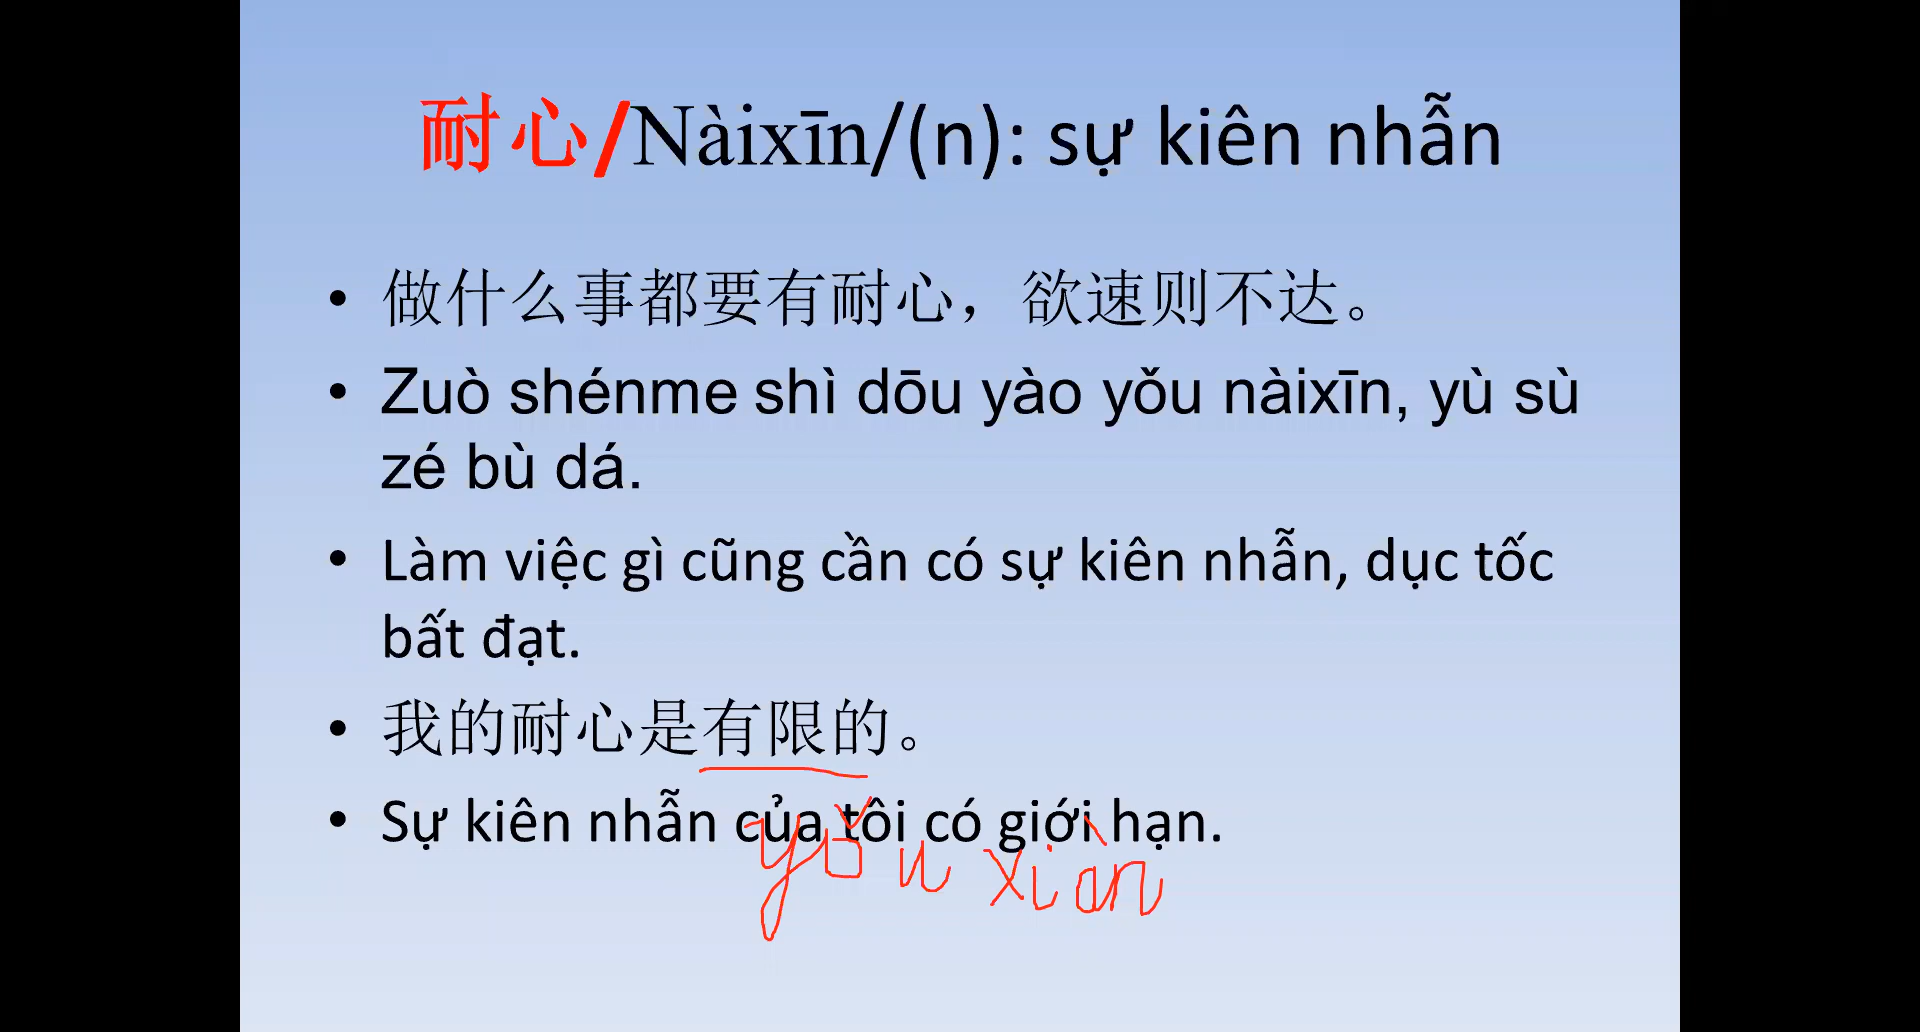 耐心/Nàixīn/(n): sự kiên nhẫn
• 做什么事都要有耐心，欲速则不达。
• Zuò shénme shì dōu yào yǒu nàixīn, yù sù
zé bù dá.
• Làm việc gì cũng cần có sự kiên nhẫn, dục tốc
bất đạt.
• 我的耐心是有限的。
• Sự kiên nhẫn của tôi có giới hạn.
yǒu xiàn